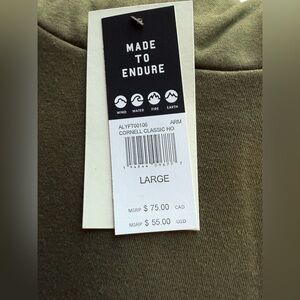 MADE
TO
ENDURE
WIND WATER FIRE EARTH
ALYFT00105 ARM
CORNELL CLASSIC HO
LARGE
MSRP $ 75.00 CAD
MSRP $ 55.00 USD